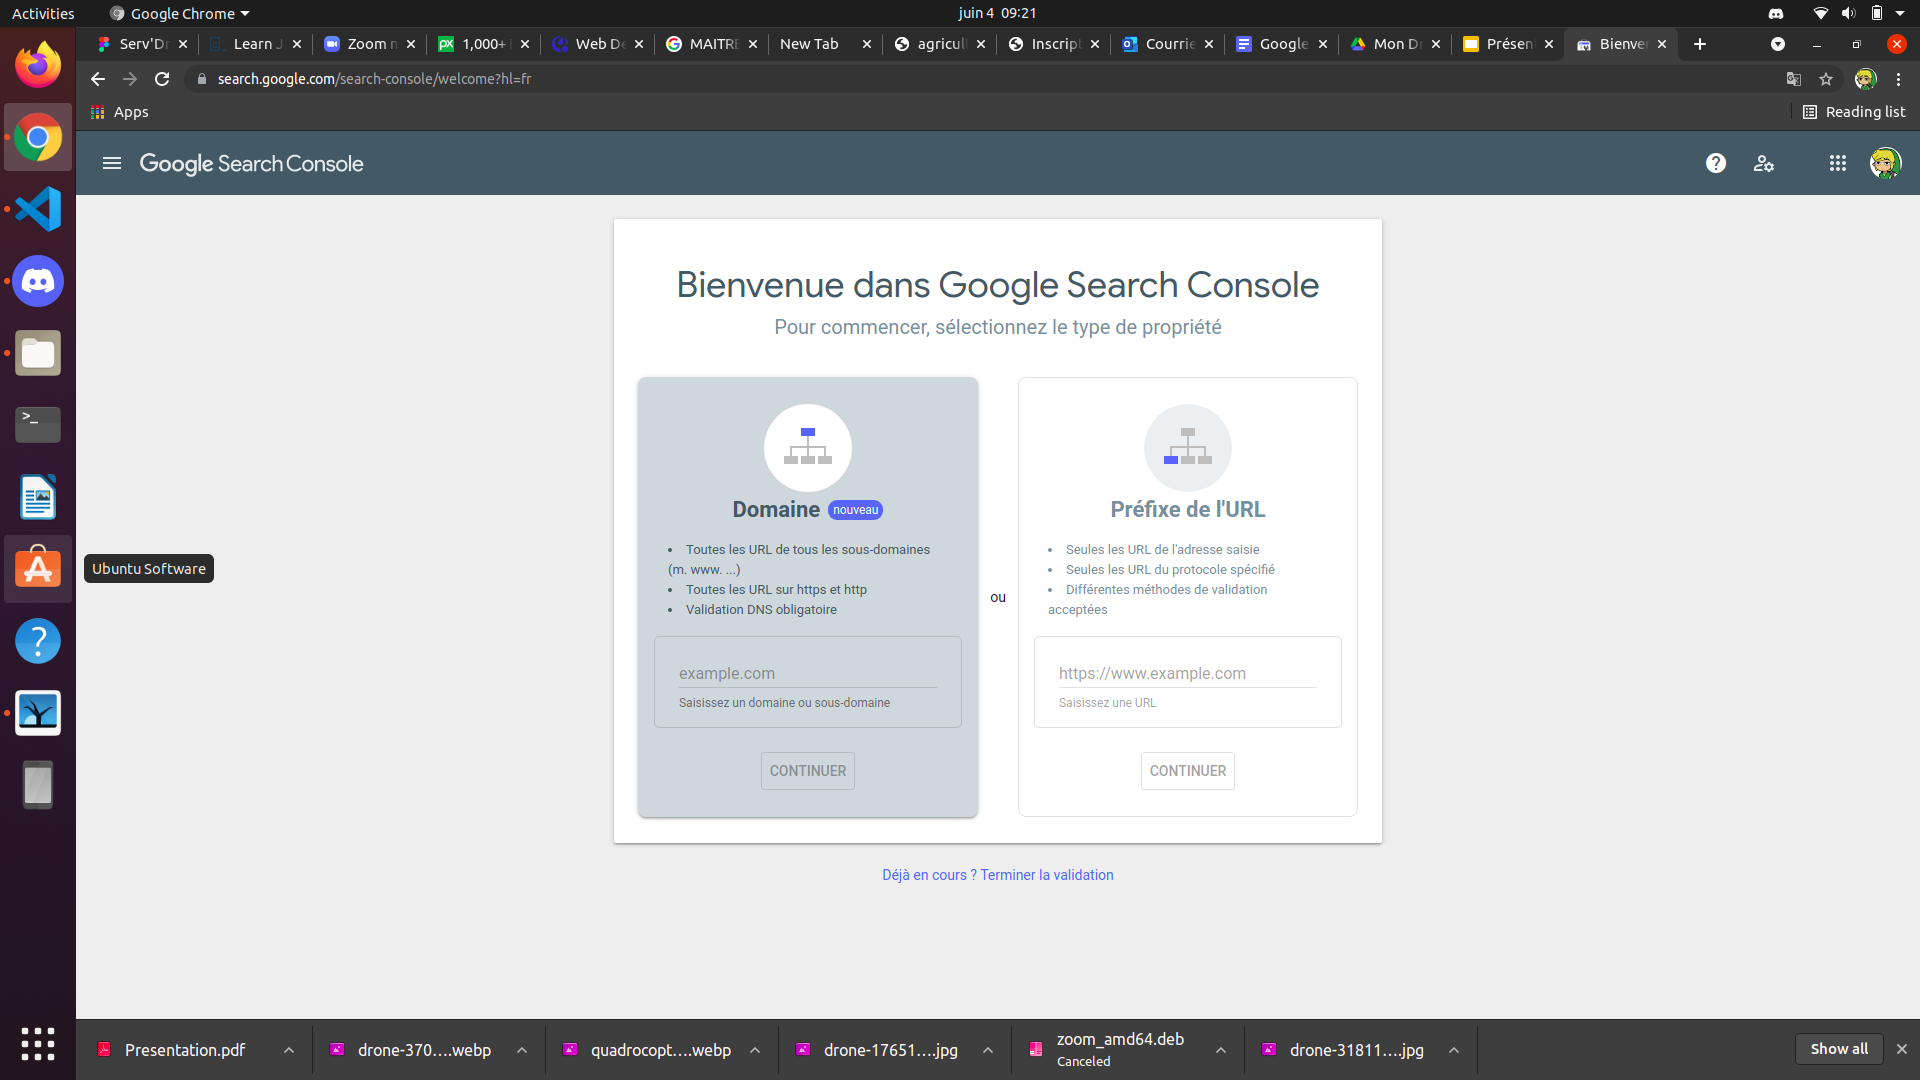 Activities
Google Chrome
juin 4 09:21
Serv'Dr
Learn J
Zoom m
1,000+
Web De
MAITRE
New Tab
agricul
Inscript
Courrie
Google
Mon Dr
Présen
Bienve
search.google.com/search-console/welcome?hl=fr
Apps
Reading list
Google Search Console
Bienvenue dans Google Search Console
Pour commencer, sélectionnez le type de propriété
Domaine nouveau
• Toutes les URL de tous les sous-domaines
(m. www. ...)
• Toutes les URL sur https et http
• Validation DNS obligatoire
example.com
Saisissez un domaine ou sous-domaine
CONTINUER
ou
Préfixe de l'URL
• Seules les URL de l'adresse saisie
• Seules les URL du protocole spécifié
• Différentes méthodes de validation
acceptées
https://www.example.com
Saisissez une URL
CONTINUER
Déjà en cours ? Terminer la validation
Ubuntu Software
Presentation.pdf
drone-370....webp
quadrocopt....webp
drone-17651....jpg
zoom_amd64.deb
Canceled
drone-31811....jpg
Show all